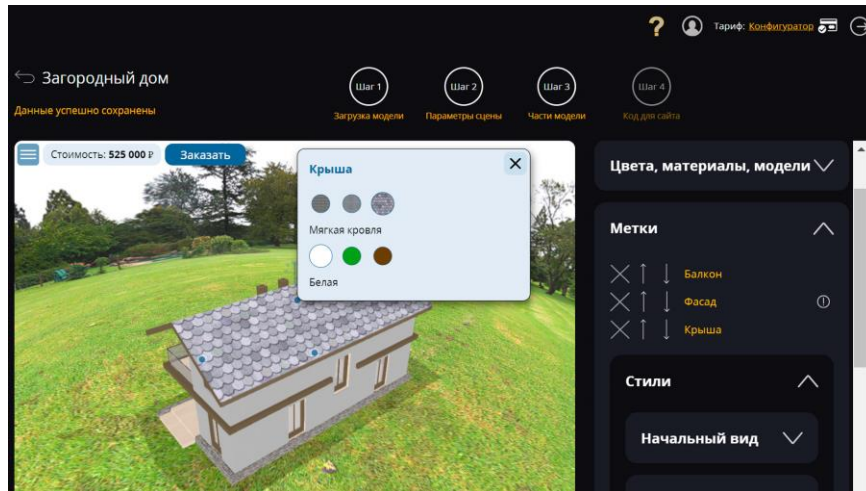 ? Тариф: Конфигуратор
Загородный дом
Данные успешно сохранены
Шаг 1
Загрузка модели
Шаг 2
Параметры сцены
Шаг 3
Части модели
Шаг 4
Код для сайта
Стоимость: 525 000 ₽
Заказать
Крыша
Мягкая кровля
Белая
Цвета, материалы, модели
Метки
Балкон
Фасад
Крыша
Стили
Начальный вид